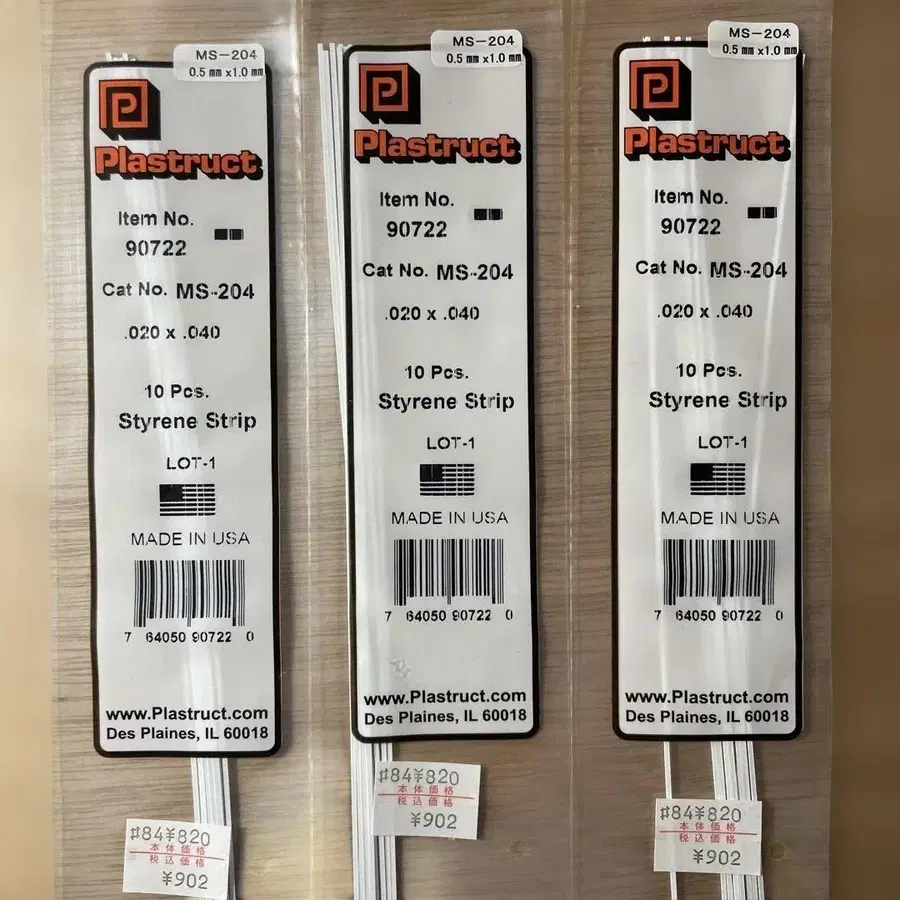 MS-204
0.5 mm x1.0 mm
P
Plastruct
Item No.
90722
Cat No. MS-204
.020 x .040
10 Pcs.
Styrene Strip
LOT-1
MADE IN USA
7 64050 90722 0
www.Plastruct.com
Des Plaines, IL 60018
#84¥820
本体価格
税込価格
¥902
MS-204
0.5 mm x1.0 mm
P
Plastruct
Item No.
90722
Cat No. MS-204
.020 x .040
10 Pcs.
Styrene Strip
LOT-1
MADE IN USA
7 64050 90722 0
www.Plastruct.com
Des Plaines, IL 60018
#84¥820
本体価格
税込価格
¥902
MS-204
0.5 mm x1.0 mm
P
Plastruct
Item No.
90722
Cat No. MS-204
.020 x .040
10 Pcs.
Styrene Strip
LOT-1
MADE IN USA
7 64050 90722 0
www.Plastruct.com
Des Plaines, IL 60018
#84¥820
本体価格
税込価格
¥902